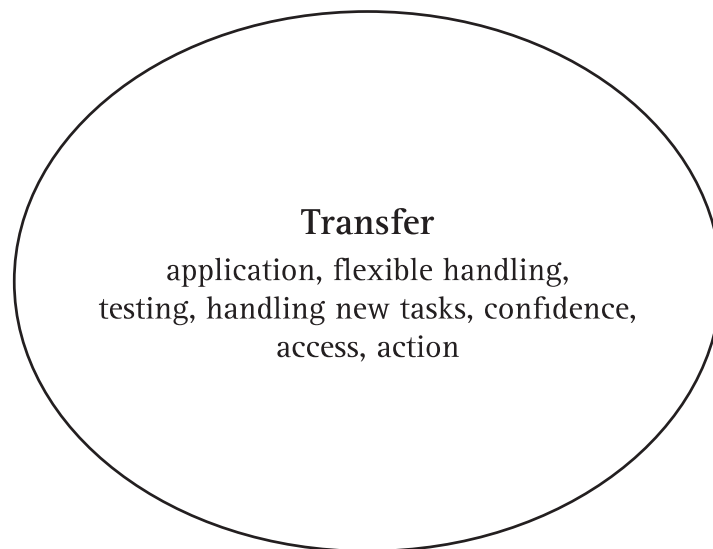 Transfer
application, flexible handling,
testing, handling new tasks, confidence,
access, action